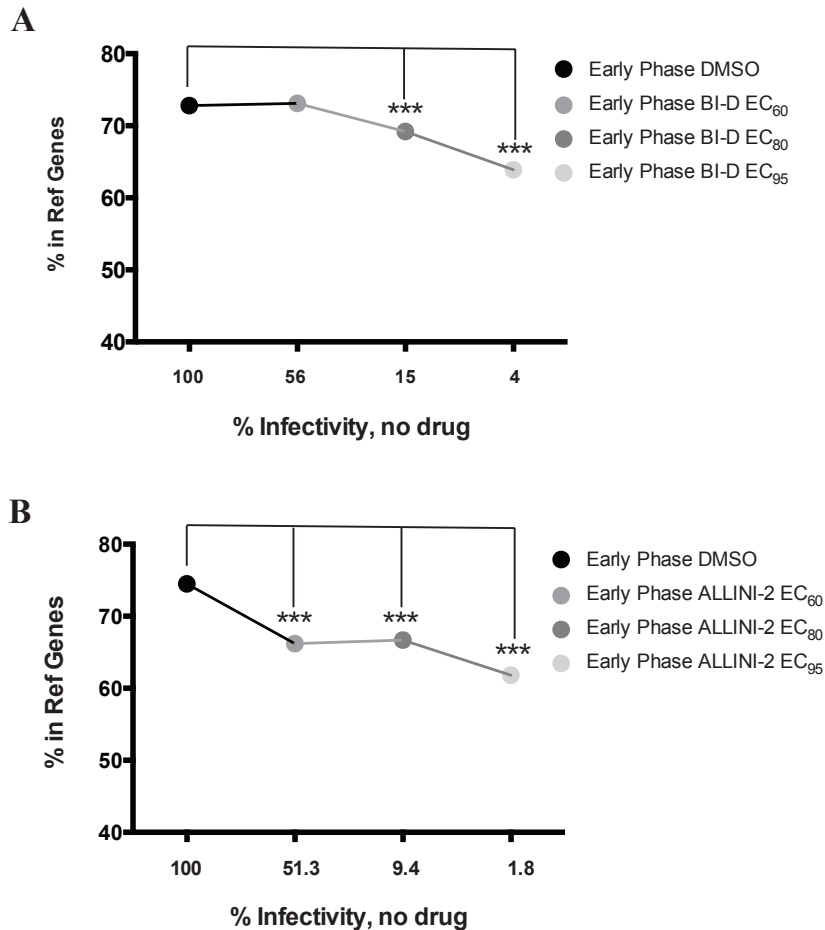 A
80
70
60
50
40
% in Ref Genes
***
***
100 56 15 4
% Infectivity, no drug
Early Phase DMSO
Early Phase BI-D EC60
Early Phase BI-D EC80
Early Phase BI-D EC95
B
80
70
60
50
40
% in Ref Genes
***
***
***
100 51.3 9.4 1.8
% Infectivity, no drug
Early Phase DMSO
Early Phase ALLINI-2 EC60
Early Phase ALLINI-2 EC80
Early Phase ALLINI-2 EC95